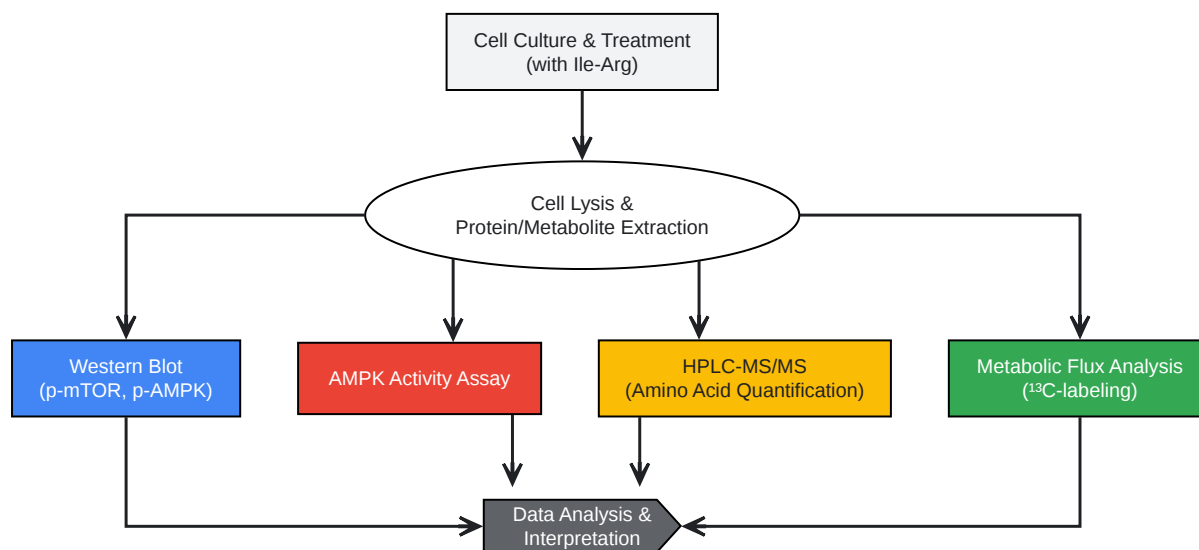 Cell Culture & Treatment
(with Ile-Arg)
Cell Lysis &
Protein/Metabolite Extraction
Western Blot
(p-mTOR, p-AMPK)
AMPK Activity Assay
HPLC-MS/MS
(Amino Acid Quantification)
Metabolic Flux Analysis
(¹³C-labeling)
Data Analysis &
Interpretation